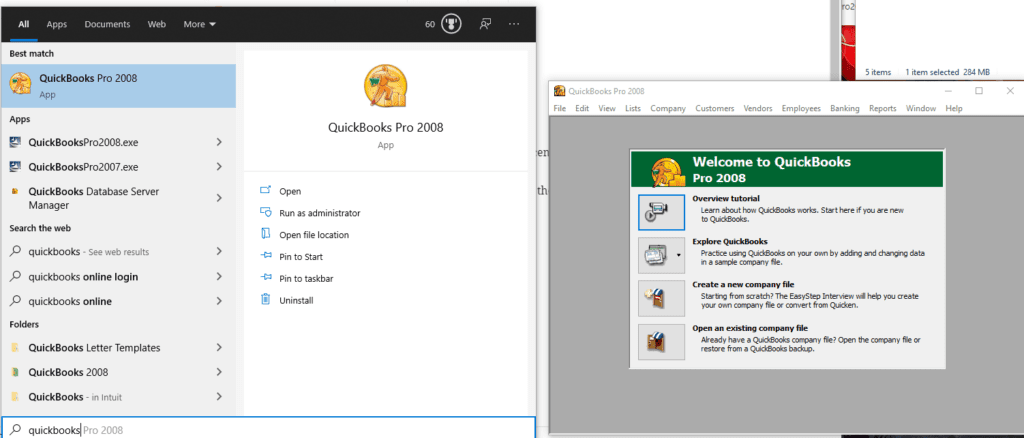 All Apps Documents Web More 60 ...
Best match
QuickBooks Pro 2008
App
Apps
QuickBooksPro2008.exe
QuickBooksPro2007.exe
QuickBooks Database Server
Manager
Search the web
quickbooks - See web results
quickbooks online login
quickbooks online
Folders
QuickBooks Letter Templates
QuickBooks 2008
QuickBooks - in Intuit
quickbooks Pro 2008
QuickBooks Pro 2008
App
Open
Run as administrator
Open file location
Pin to Start
Pin to taskbar
Uninstall
5 items 1 item selected 284 MB
QuickBooks Pro 2008
File Edit View Lists Company Customers Vendors Employees Banking Reports Window Help
Welcome to QuickBooks
Pro 2008
Overview tutorial
Learn about how QuickBooks works. Start here if you are new
to QuickBooks.
Explore QuickBooks
Practice using QuickBooks on your own by adding and changing data
in a sample company file.
Create a new company file
Starting from scratch? The EasyStep Interview will help you create
your own company file or convert from Quicken.
Open an existing company file
Already have a QuickBooks company file? Open the company file or
restore from a QuickBooks backup.